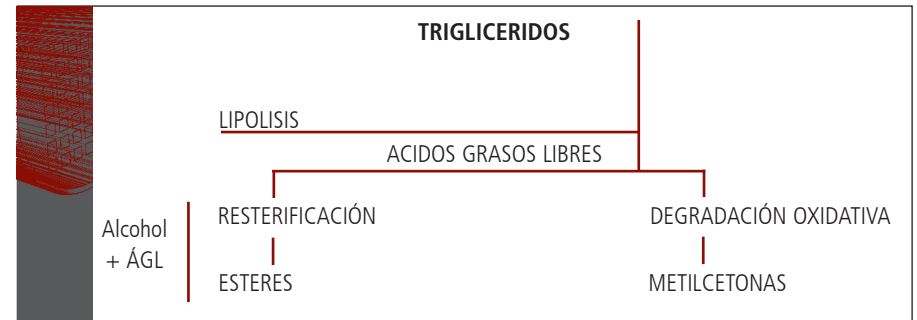 TRIGLICERIDOS
LIPOLISIS
ACIDOS GRASOS LIBRES
RESTERIFICACIÓN
DEGRADACIÓN OXIDATIVA
Alcohol
+ ÁGL
ESTERES
METILCETONAS